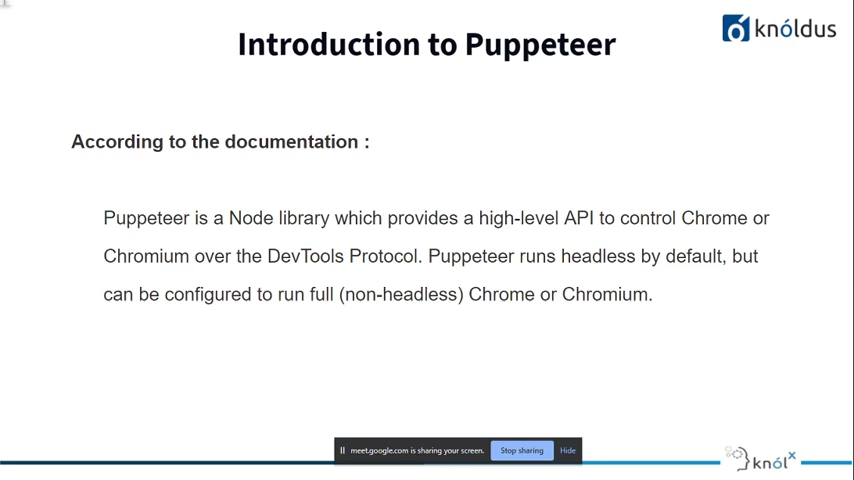 Introduction to Puppeteer
knóldus
According to the documentation :
Puppeteer is a Node library which provides a high-level API to control Chrome or
Chromium over the DevTools Protocol. Puppeteer runs headless by default, but
can be configured to run full (non-headless) Chrome or Chromium.
meet.google.com is sharing your screen.
Stop sharing
Hide
knólx